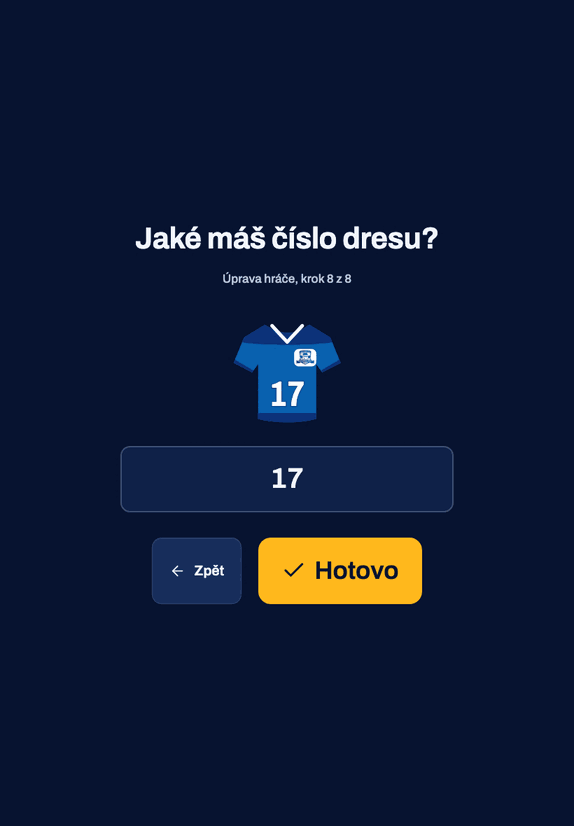 Jaké máš číslo dresu?
Úprava hráče, krok 8 z 8
17
17
Zpět
Hotovo